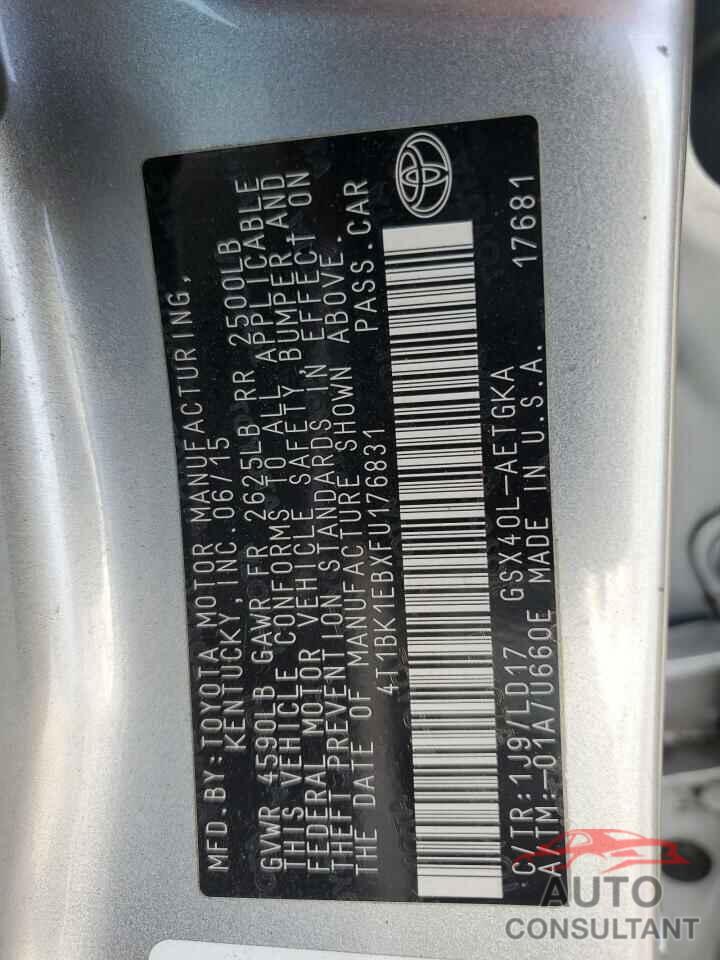 MFD.BY:TOYOTA MOTOR MANUFACTURING,
KENTUCKY, INC.06/15
GVWR 4590LB GAWR FR 2625LB RR 2500LB
THIS VEHICLE CONFORMS TO ALL APPLICABLE
FEDERAL MOTOR VEHICLE SAFETY, BUMPER, AND
THEFT PREVENTION STANDARDS IN EFFECT ON
THE DATE OF MANUFACTURE SHOWN ABOVE.
4T1BK1EBXFU176831 PASS.CAR
C/TR:1J9/LD17 GSX40L-AETGKA 17681
A/TM:-01A/U660E MADE IN U.S.A.
AUTO
CONSULTANT